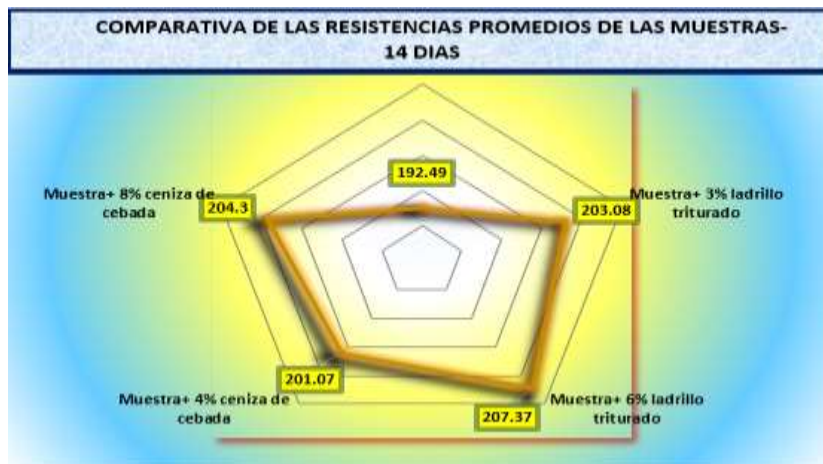 COMPARATIVA DE LAS RESISTENCIAS PROMEDIOS DE LAS MUESTRAS-
14 DIAS
192.49
Muestra+ 8% ceniza de
cebada
204.3
203.08
Muestra+ 3% ladrillo
triturado
201.07
Muestra+ 4% ceniza de
cebada
207.37
Muestra+ 6% ladrillo
triturado